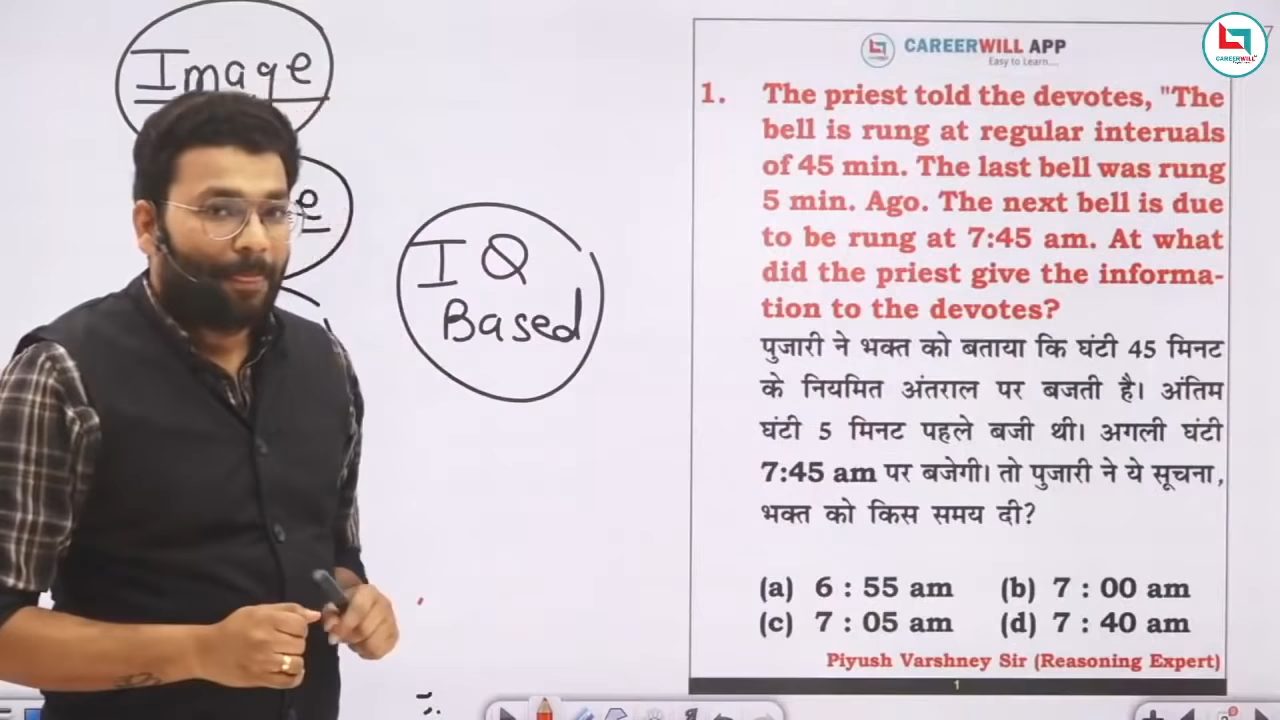 Image
e
IQ
Based
CAREERWILL APP
Easy to Learn....
CAREERWILL
1. The priest told the devotes, "The
bell is rung at regular interuals
of 45 min. The last bell was rung
5 min. Ago. The next bell is due
to be rung at 7:45 am. At what
did the priest give the informa-
tion to the devotes?
पुजारी ने भक्त को बताया कि घंटी 45 मिनट
के नियमित अंतराल पर बजती है। अंतिम
घंटी 5 मिनट पहले बजी थी। अगली घंटी
7:45 am पर बजेगी। तो पुजारी ने ये सूचना,
भक्त को किस समय दी?
(a) 6 : 55 am (b) 7 : 00 am
(c) 7 : 05 am (d) 7 : 40 am
Piyush Varshney Sir (Reasoning Expert)
1